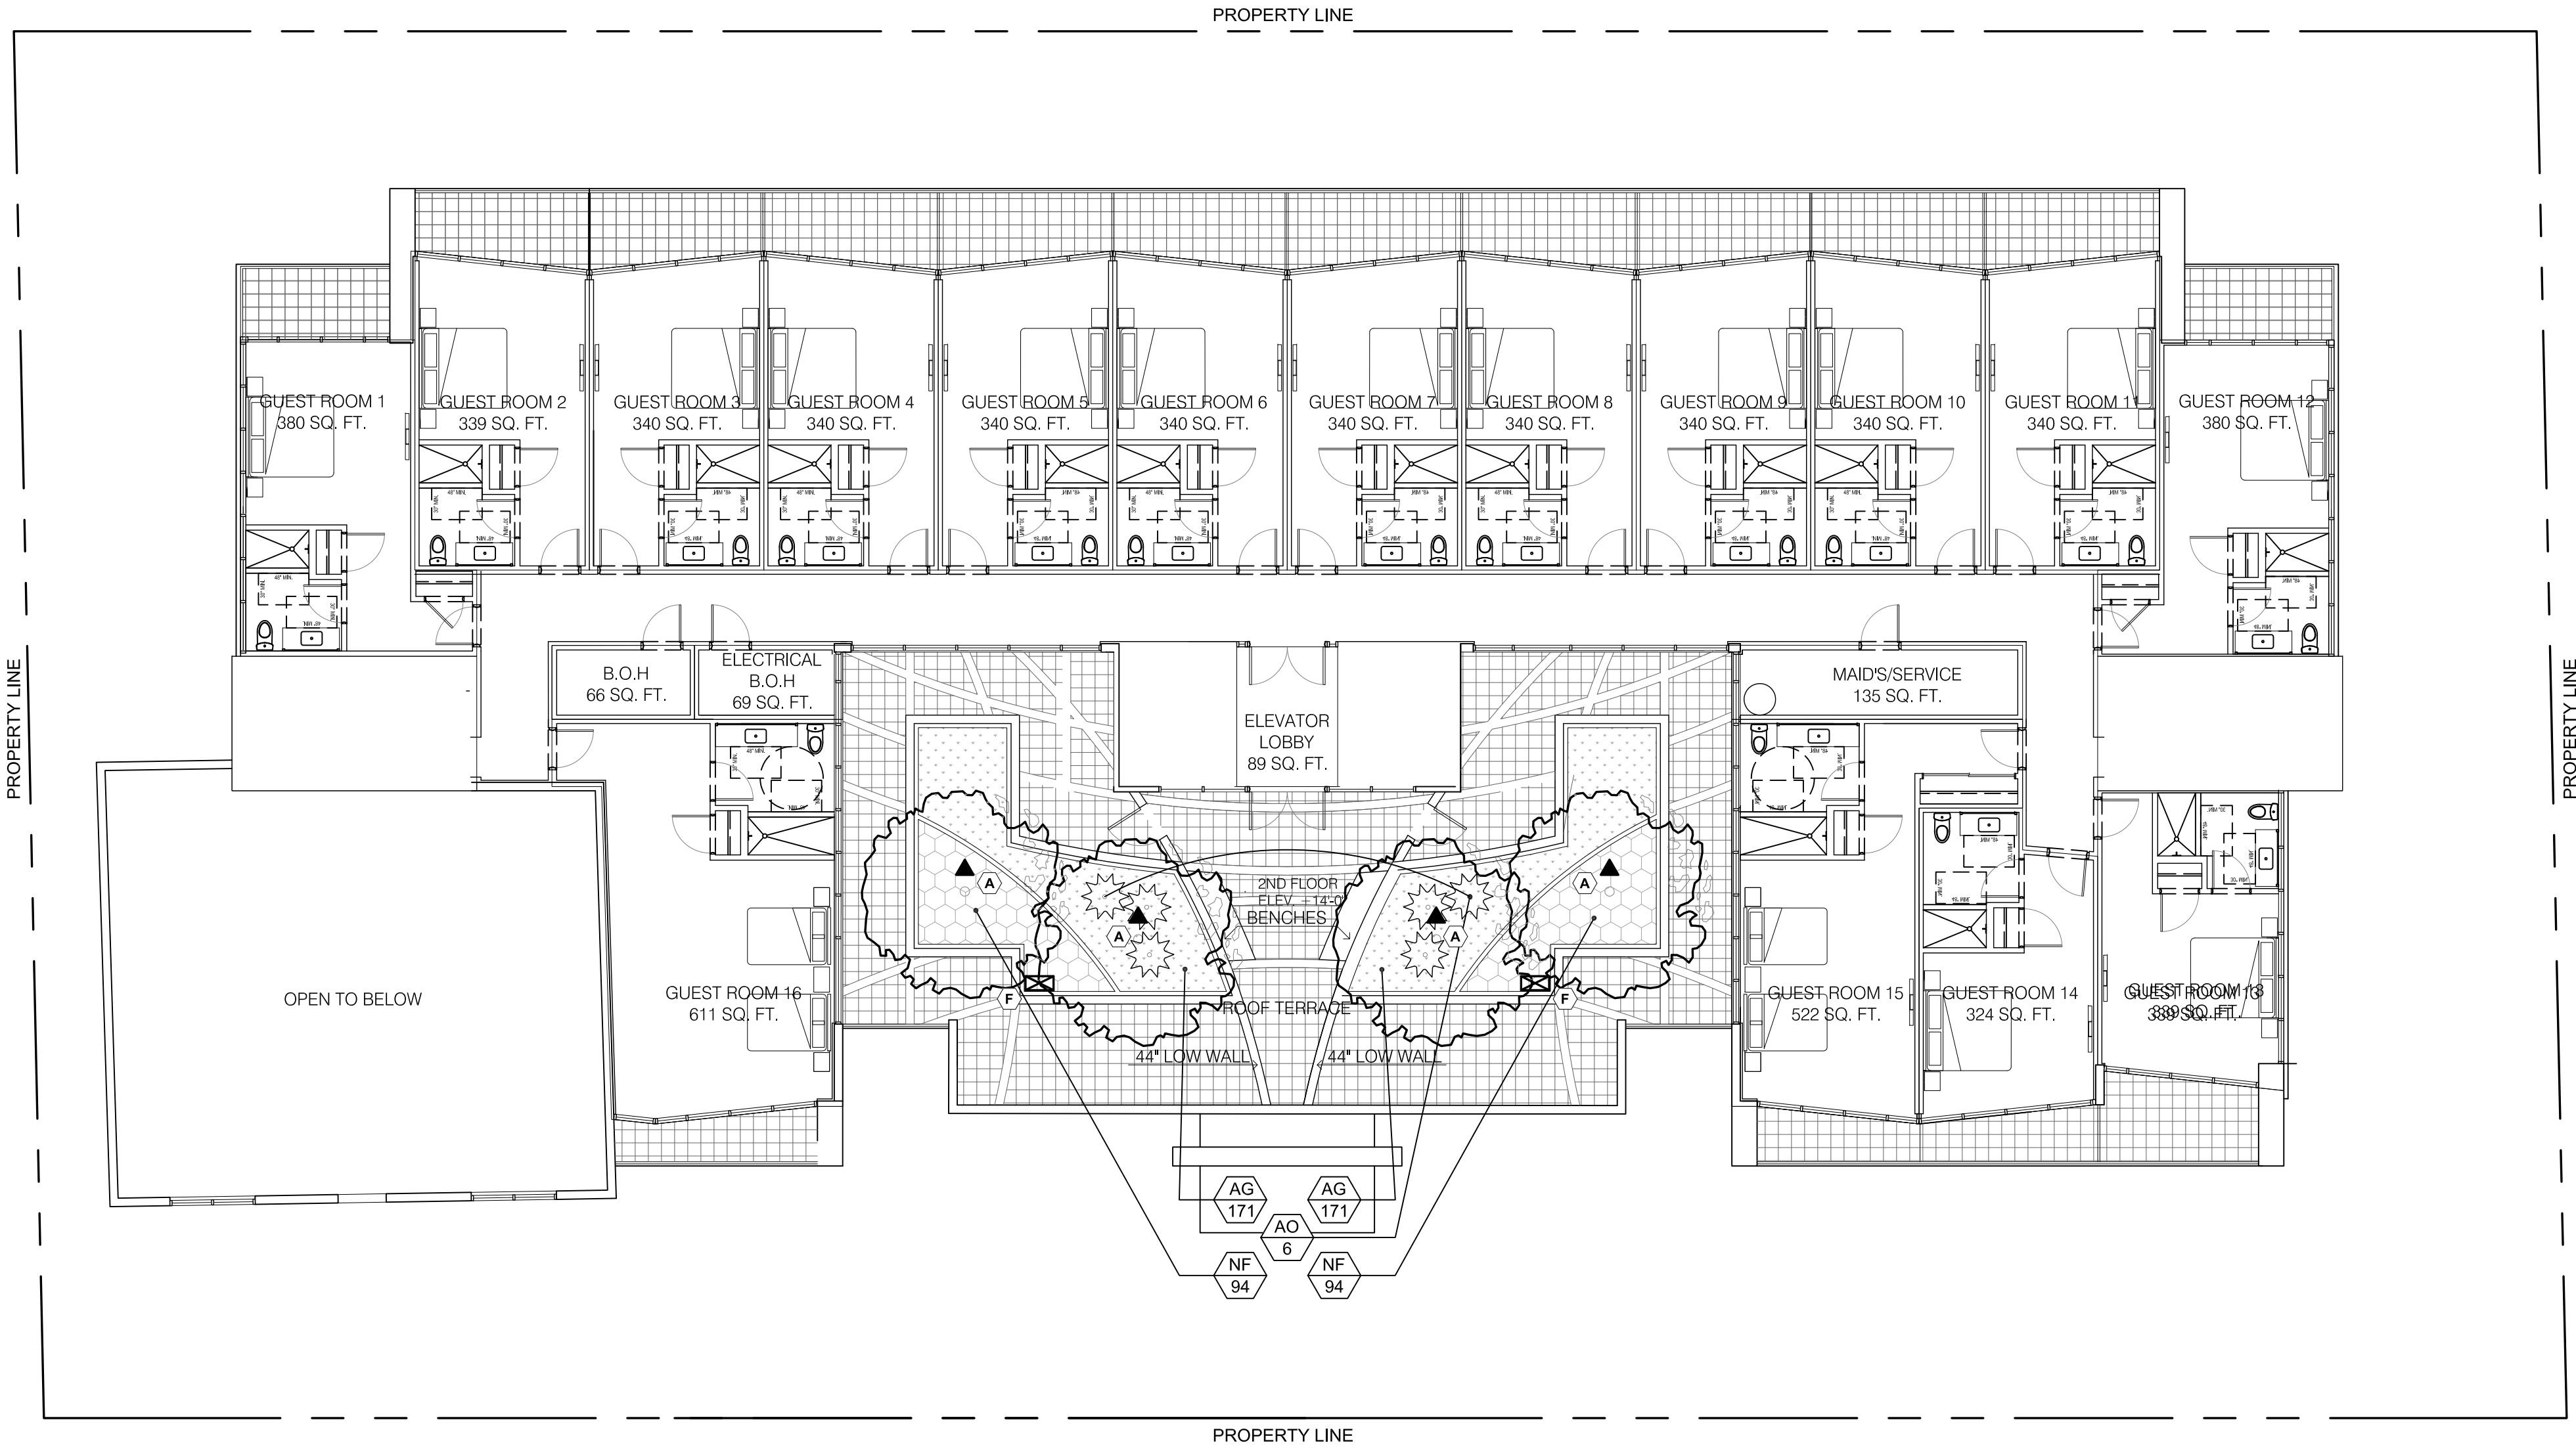 PROPERTY LINE
PROPERTY LINE
PROPERTY LINE
PROPERTY LINE
GUEST ROOM 1
380 SQ. FT.
GUEST ROOM 2
339 SQ. FT.
GUEST ROOM 3
340 SQ. FT.
GUEST ROOM 4
340 SQ. FT.
GUEST ROOM 5
340 SQ. FT.
GUEST ROOM 6
340 SQ. FT.
GUEST ROOM 7
340 SQ. FT.
GUEST ROOM 8
340 SQ. FT.
GUEST ROOM 9
340 SQ. FT.
GUEST ROOM 10
340 SQ. FT.
GUEST ROOM 11
340 SQ. FT.
GUEST ROOM 12
380 SQ. FT.
B.O.H
66 SQ. FT.
ELECTRICAL
B.O.H
69 SQ. FT.
ELEVATOR
LOBBY
89 SQ. FT.
MAID'S/SERVICE
135 SQ. FT.
A
A
A
A
2ND FLOOR
BENCHES
F
F
ROOF TERRACE
44" LOW WALL
44" LOW WALL
OPEN TO BELOW
GUEST ROOM 16
611 SQ. FT.
GUEST ROOM 15
522 SQ. FT.
GUEST ROOM 14
324 SQ. FT.
GUEST ROOM 13
339 SQ. FT.
AG
171
AG
171
AO
6
NF
94
NF
94